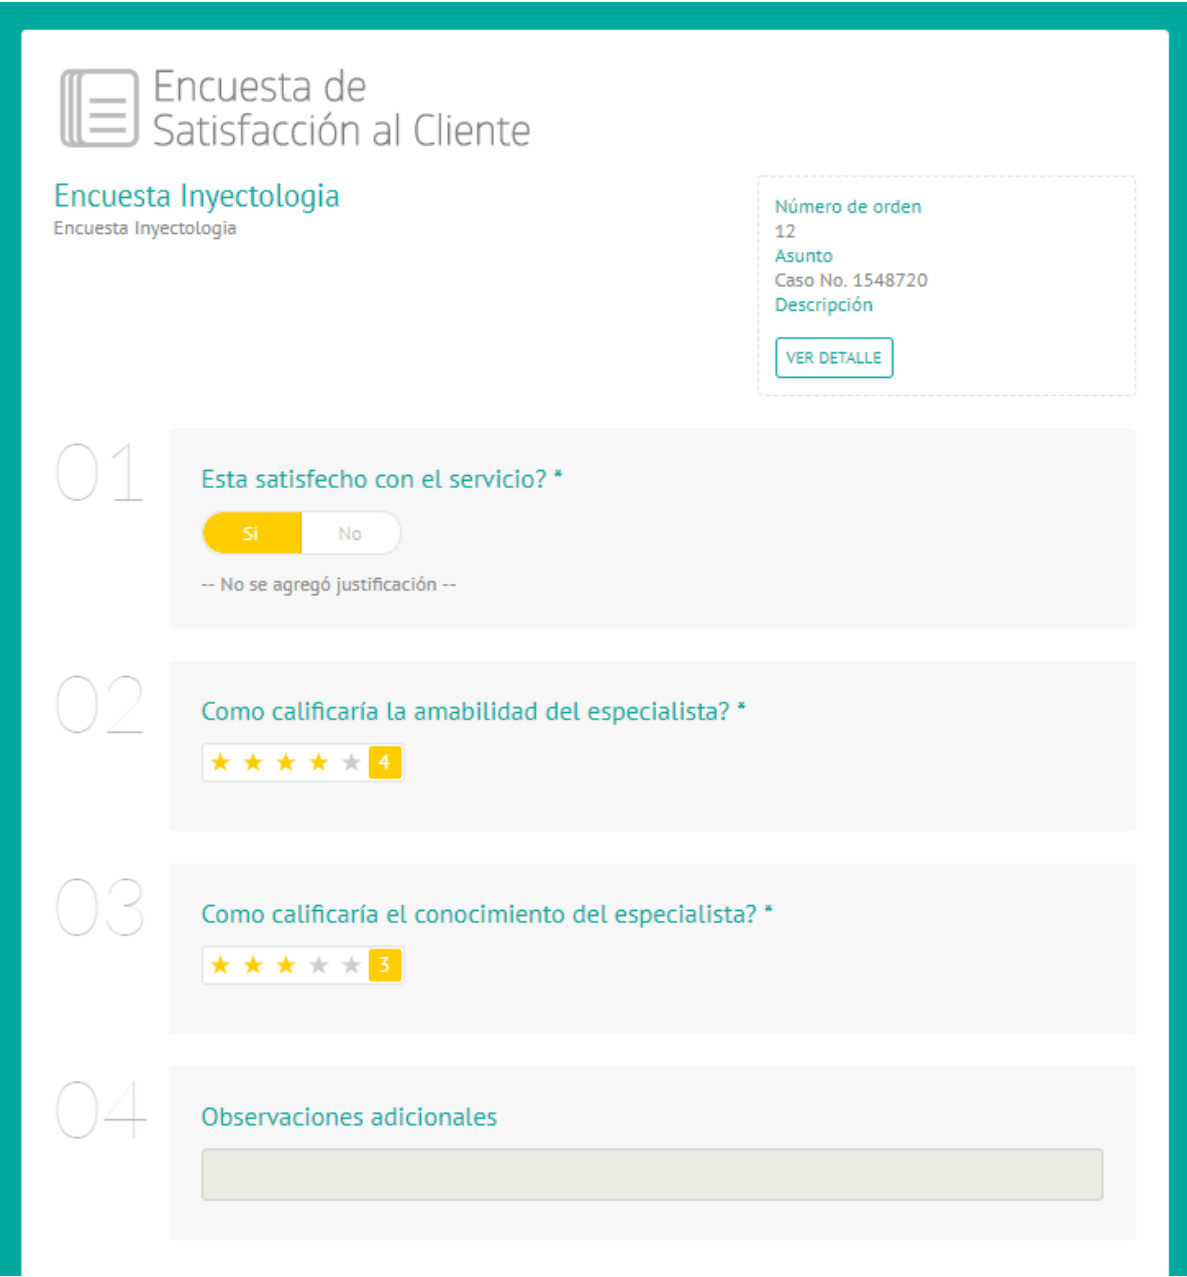 Encuesta de
Satisfacción al Cliente
Encuesta Inyectologia
Encuesta Inyectologia
Número de orden
12
Asunto
Caso No. 1548720
Descripción
VER DETALLE
01
Esta satisfecho con el servicio? *
Si No
-- No se agregó justificación --
02
Como calificaría la amabilidad del especialista? *
4
03
Como calificaría el conocimiento del especialista? *
3
04
Observaciones adicionales